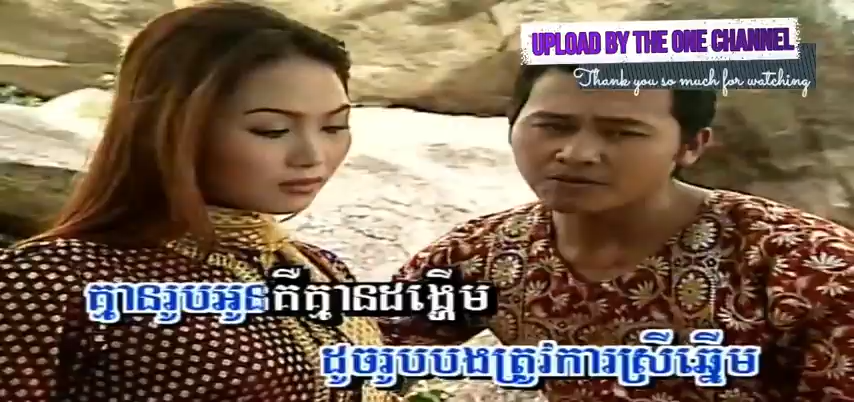 UPLOAD BY THE ONE CHANNEL
Thank you so much for watching
គ្មានរូបអូនគឺគ្មានដង្ហើម
ដូចរូបបងត្រូវការស្រីឆ្នើម